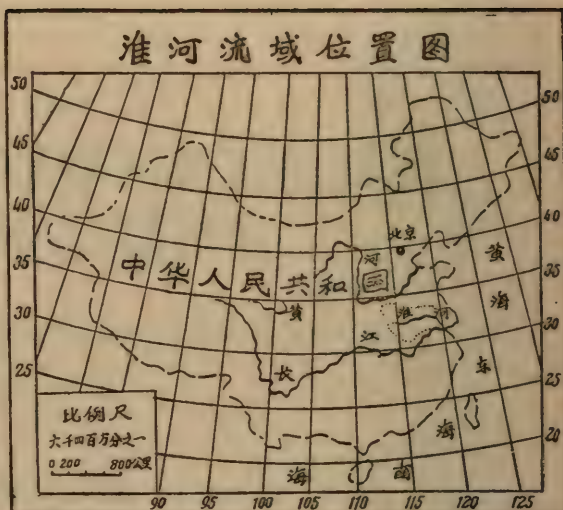 淮河流域位置图
50
45
40
35
30
25
50
45
40
35
30
25
20
北京
中华人民共和国
黄
河
淮河
长
江
黄
海
东
海
南
海
比例尺
六千四百万分之一
0 200 800公里
90 95 100 105 110 115 120 125